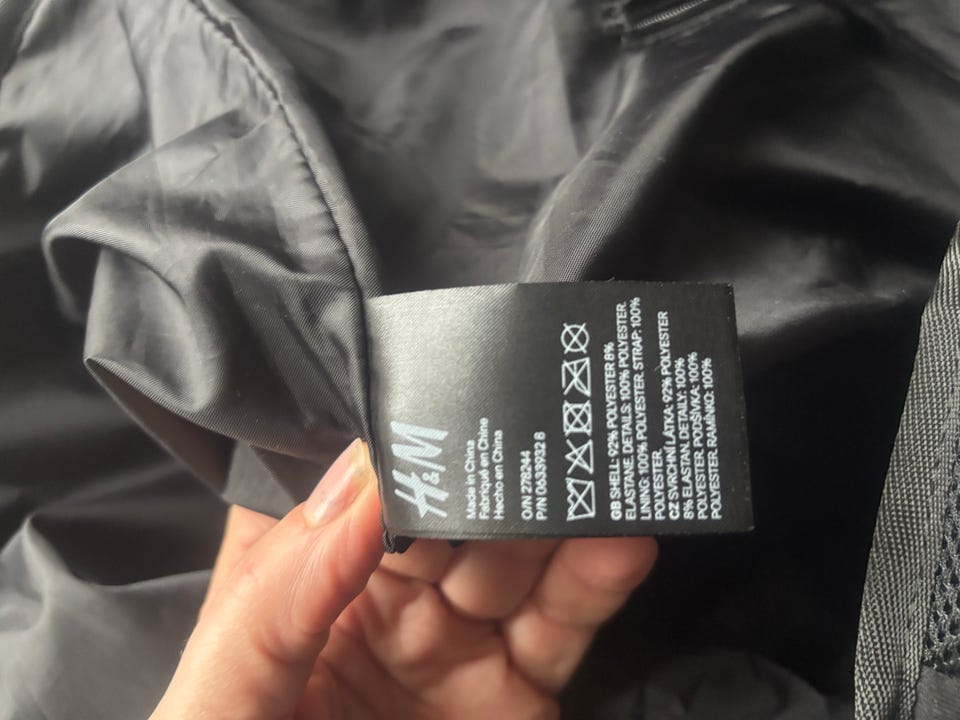 H&M
Made in China
Fabriqué en Chine
Hecho en China
O/N 278244
P/N 0633932 8
GB SHELL: 92% POLYESTER 8%
ELASTANE, DETAILS: 100% POLYESTER.
LINING: 100% POLYESTER. STRAP: 100%
POLYESTER
CZ SVRCHNÍ LÁTKA: 92% POLYESTER
8% ELASTAN, DETAILY: 100%
POLYESTER. PODŠÍVKA: 100%
POLYESTER. RAMÍNKO: 100%